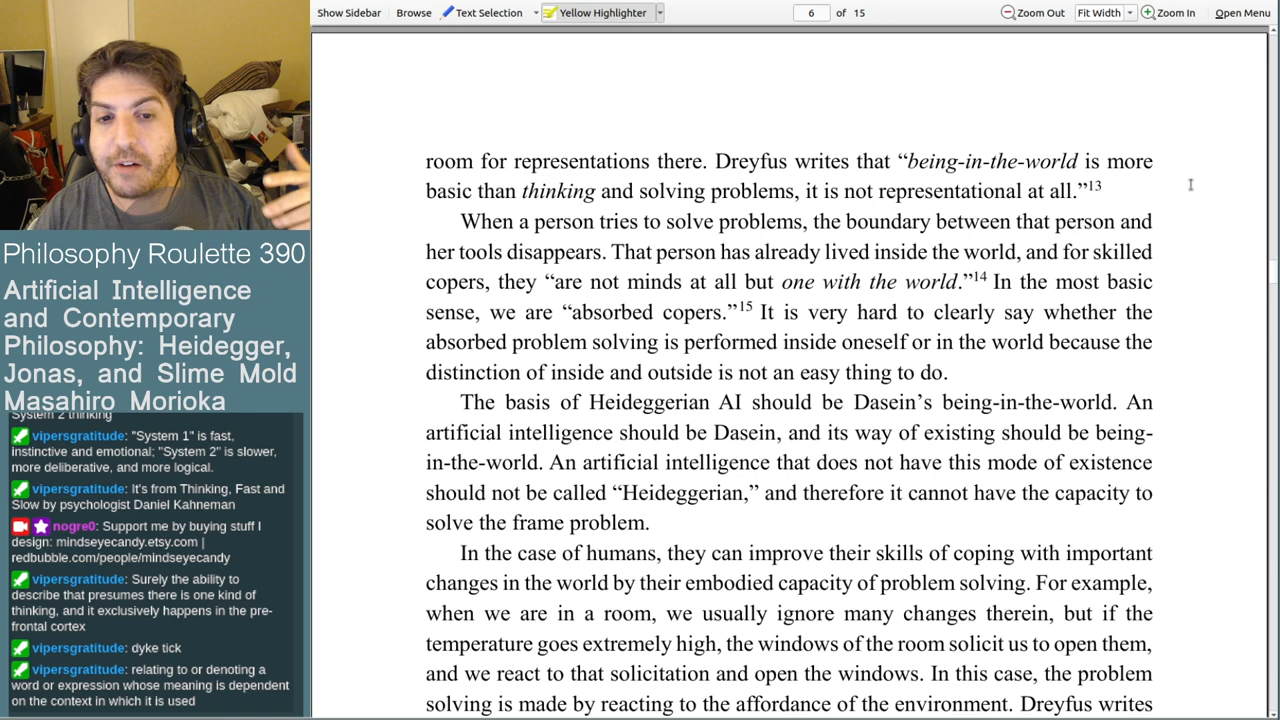 Show Sidebar Browse Text Selection Yellow Highlighter 6 of 15 Zoom Out Fit Width Zoom In Open Menu
room for representations there. Dreyfus writes that “being-in-the-world is more
basic than thinking and solving problems, it is not representational at all.”13
When a person tries to solve problems, the boundary between that person and
her tools disappears. That person has already lived inside the world, and for skilled
copers, they “are not minds at all but one with the world.”14 In the most basic
sense, we are “absorbed copers.”15 It is very hard to clearly say whether the
absorbed problem solving is performed inside oneself or in the world because the
distinction of inside and outside is not an easy thing to do.
The basis of Heideggerian AI should be Dasein’s being-in-the-world. An
artificial intelligence should be Dasein, and its way of existing should be being-
in-the-world. An artificial intelligence that does not have this mode of existence
should not be called “Heideggerian,” and therefore it cannot have the capacity to
solve the frame problem.
In the case of humans, they can improve their skills of coping with important
changes in the world by their embodied capacity of problem solving. For example,
when we are in a room, we usually ignore many changes therein, but if the
temperature goes extremely high, the windows of the room solicit us to open them,
and we react to that solicitation and open the windows. In this case, the problem
solving is made by reacting to the affordance of the environment. Dreyfus writes
Philosophy Roulette 390
Artificial Intelligence
and Contemporary
Philosophy: Heidegger,
Jonas, and Slime Mold
Masahiro Morioka
System 2 thinking
vipersgratitude: "System 1" is fast,
instinctive and emotional; "System 2" is slower,
more deliberative, and more logical.
vipersgratitude: It's from Thinking, Fast and
Slow by psychologist Daniel Kahneman
nogre0: Support me by buying stuff I
design: mindseyecandy.etsy.com |
redbubble.com/people/mindseyecandy
vipersgratitude: Surely the ability to
describe that presumes there is one kind of
thinking, and it exclusively happens in the pre-
frontal cortex
vipersgratitude: dyke tick
vipersgratitude: relating to or denoting a
word or expression whose meaning is dependent
on the context in which it is used